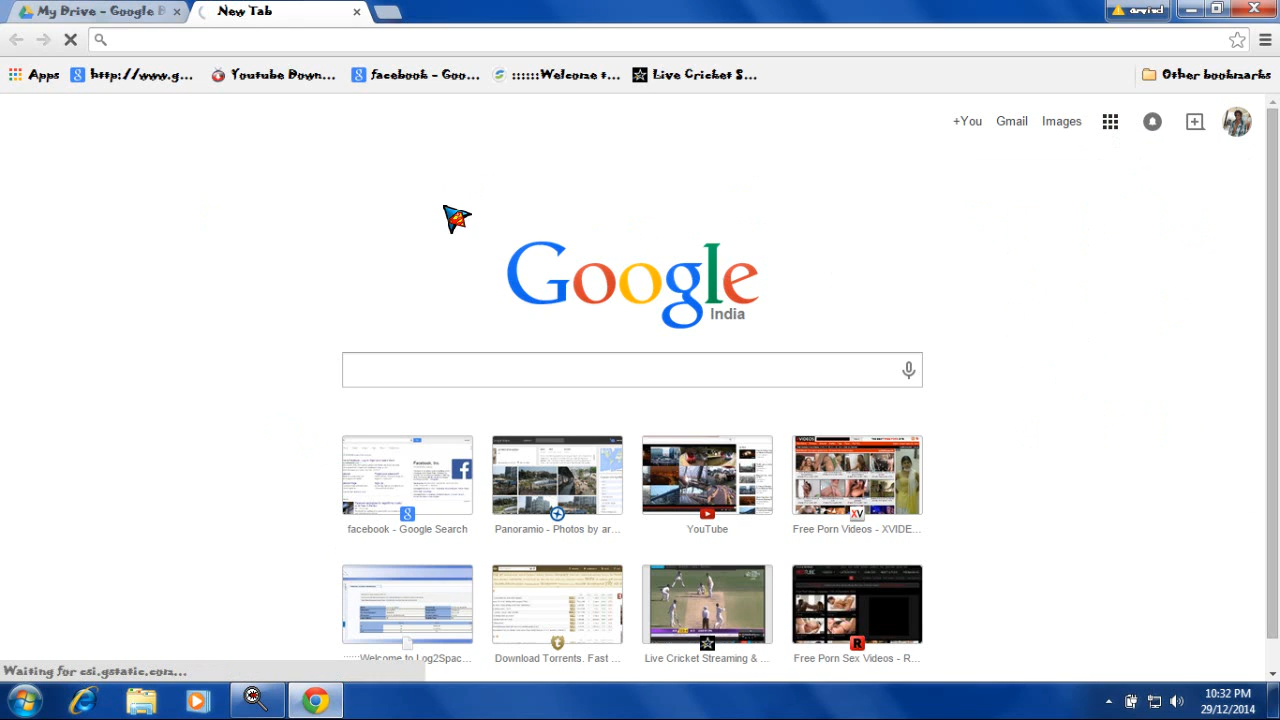 My Drive - Google D
New Tab
arvind
Apps
http://www.g...
Youtube Down...
facebook - Goo...
::::::Welcome t...
Live Cricket S...
Other bookmarks
+You
Gmail
Images
Google
India
facebook - Google Search
Panoramio - Photos by ar...
YouTube
Free Porn Videos - XVIDE...
::::::Welcome to Log2Spac...
Download Torrents. Fast ...
Live Cricket Streaming & ...
Free Porn Sex Videos - R...
Waiting for csi.gstatic.com...
10:32 PM
29/12/2014